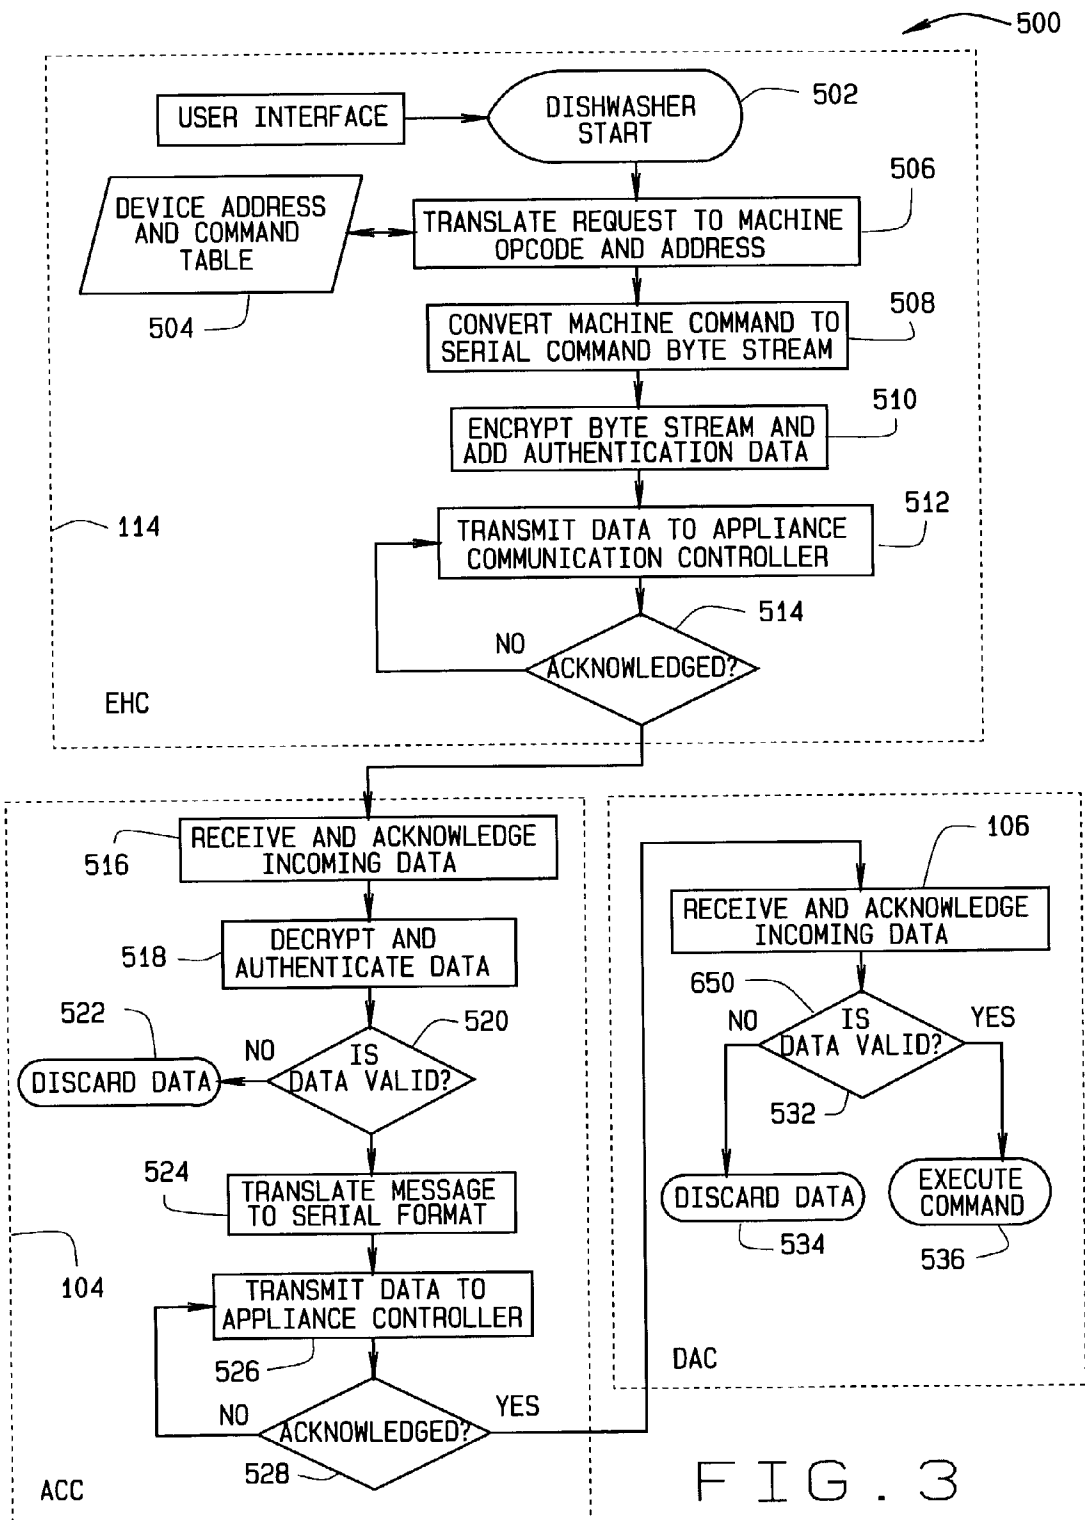 500
USER INTERFACE
DISHWASHER
START
502
506
DEVICE ADDRESS
AND COMMAND
TABLE
504
TRANSLATE REQUEST TO MACHINE
OPCODE AND ADDRESS
508
CONVERT MACHINE COMMAND TO
SERIAL COMMAND BYTE STREAM
510
ENCRYPT BYTE STREAM AND
ADD AUTHENTICATION DATA
512
114
TRANSMIT DATA TO APPLIANCE
COMMUNICATION CONTROLLER
514
NO
ACKNOWLEDGED?
EHC
516
RECEIVE AND ACKNOWLEDGE
INCOMING DATA
518
DECRYPT AND
AUTHENTICATE DATA
522
520
NO
IS
DATA VALID?
DISCARD DATA
524
TRANSLATE MESSAGE
TO SERIAL FORMAT
104
TRANSMIT DATA TO
APPLIANCE CONTROLLER
526
NO
YES
ACKNOWLEDGED?
528
ACC
106
RECEIVE AND ACKNOWLEDGE
INCOMING DATA
650
NO
YES
IS
DATA VALID?
532
DISCARD DATA
534
EXECUTE
COMMAND
536
DAC
FIG. 3